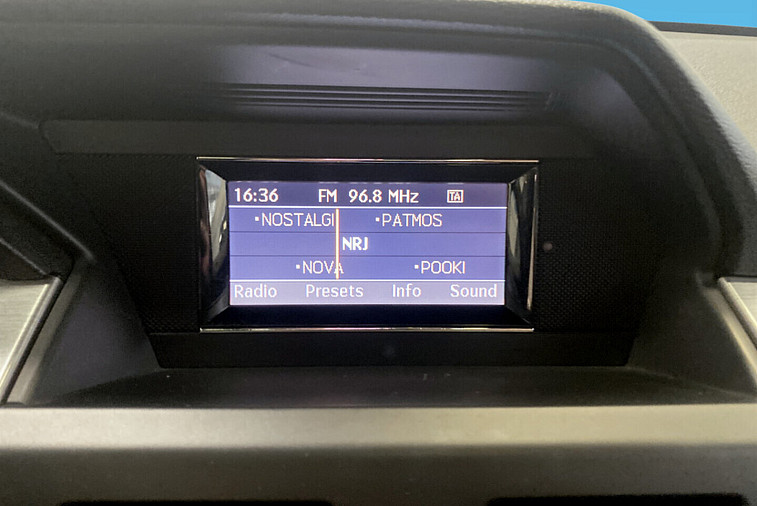 16:36 FM 96.8 MHz TA
NOSTALGI PATMOS
NRJ
NOVA POOKI
Radio Presets Info Sound